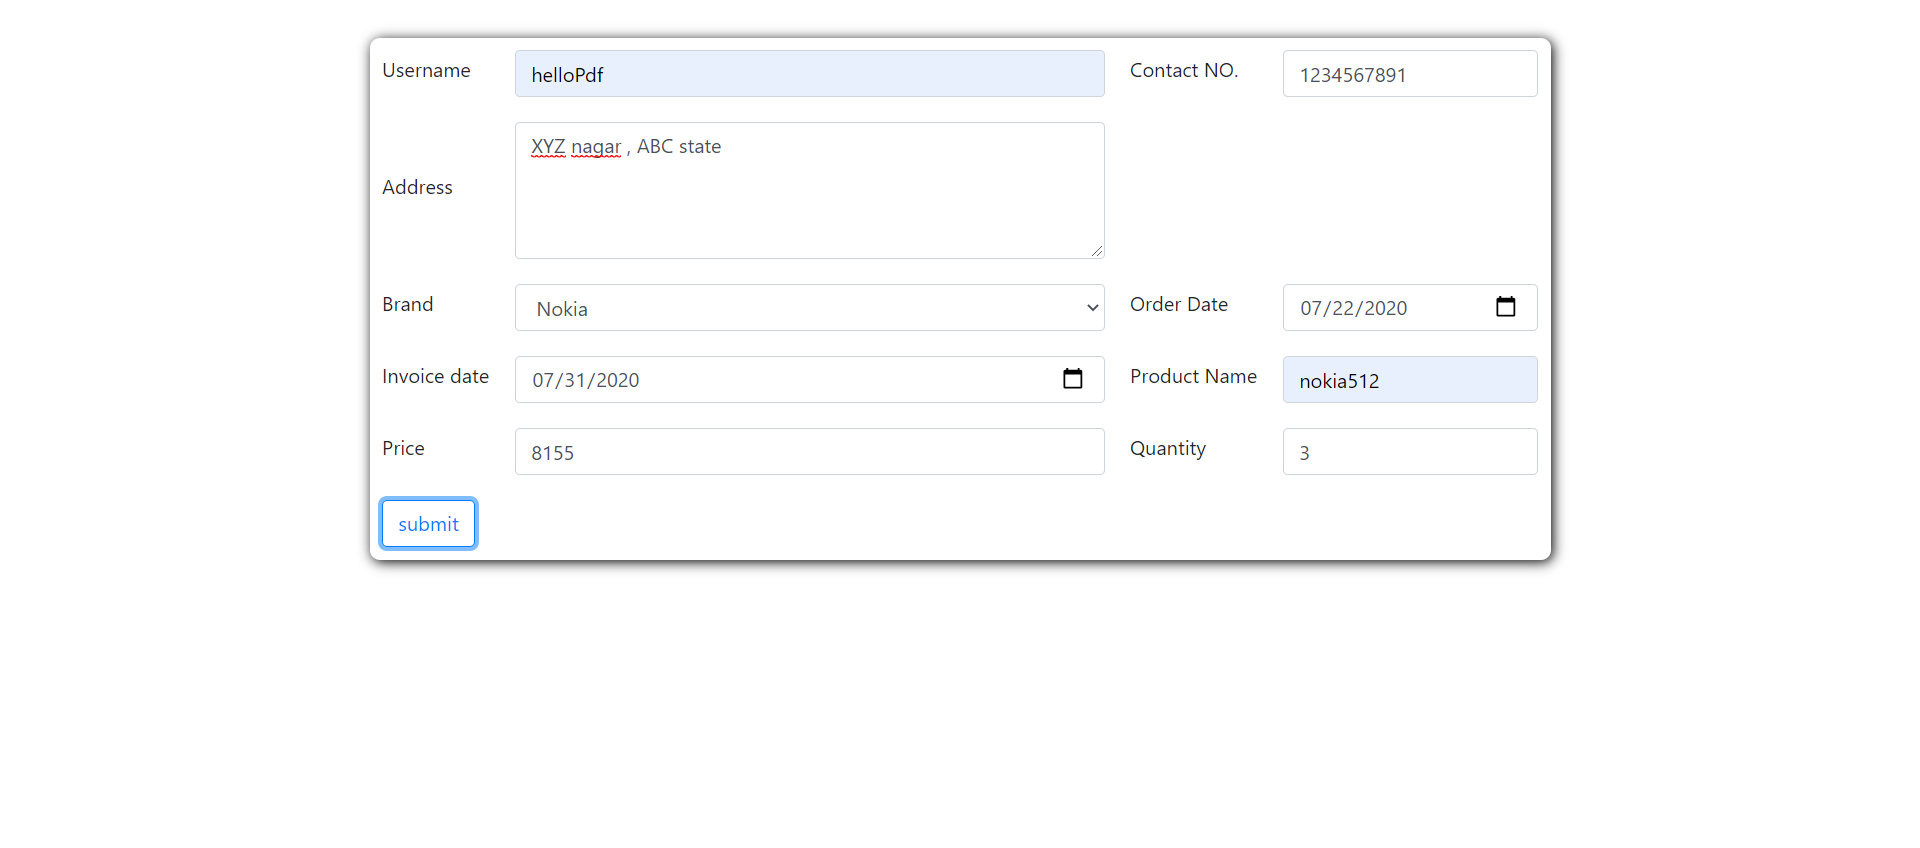 Username helloPdf Contact NO. 1234567891
XYZ nagar , ABC state
Address
Brand Nokia Order Date 07/22/2020
Invoice date 07/31/2020 Product Name nokia512
Price 8155 Quantity 3
submit